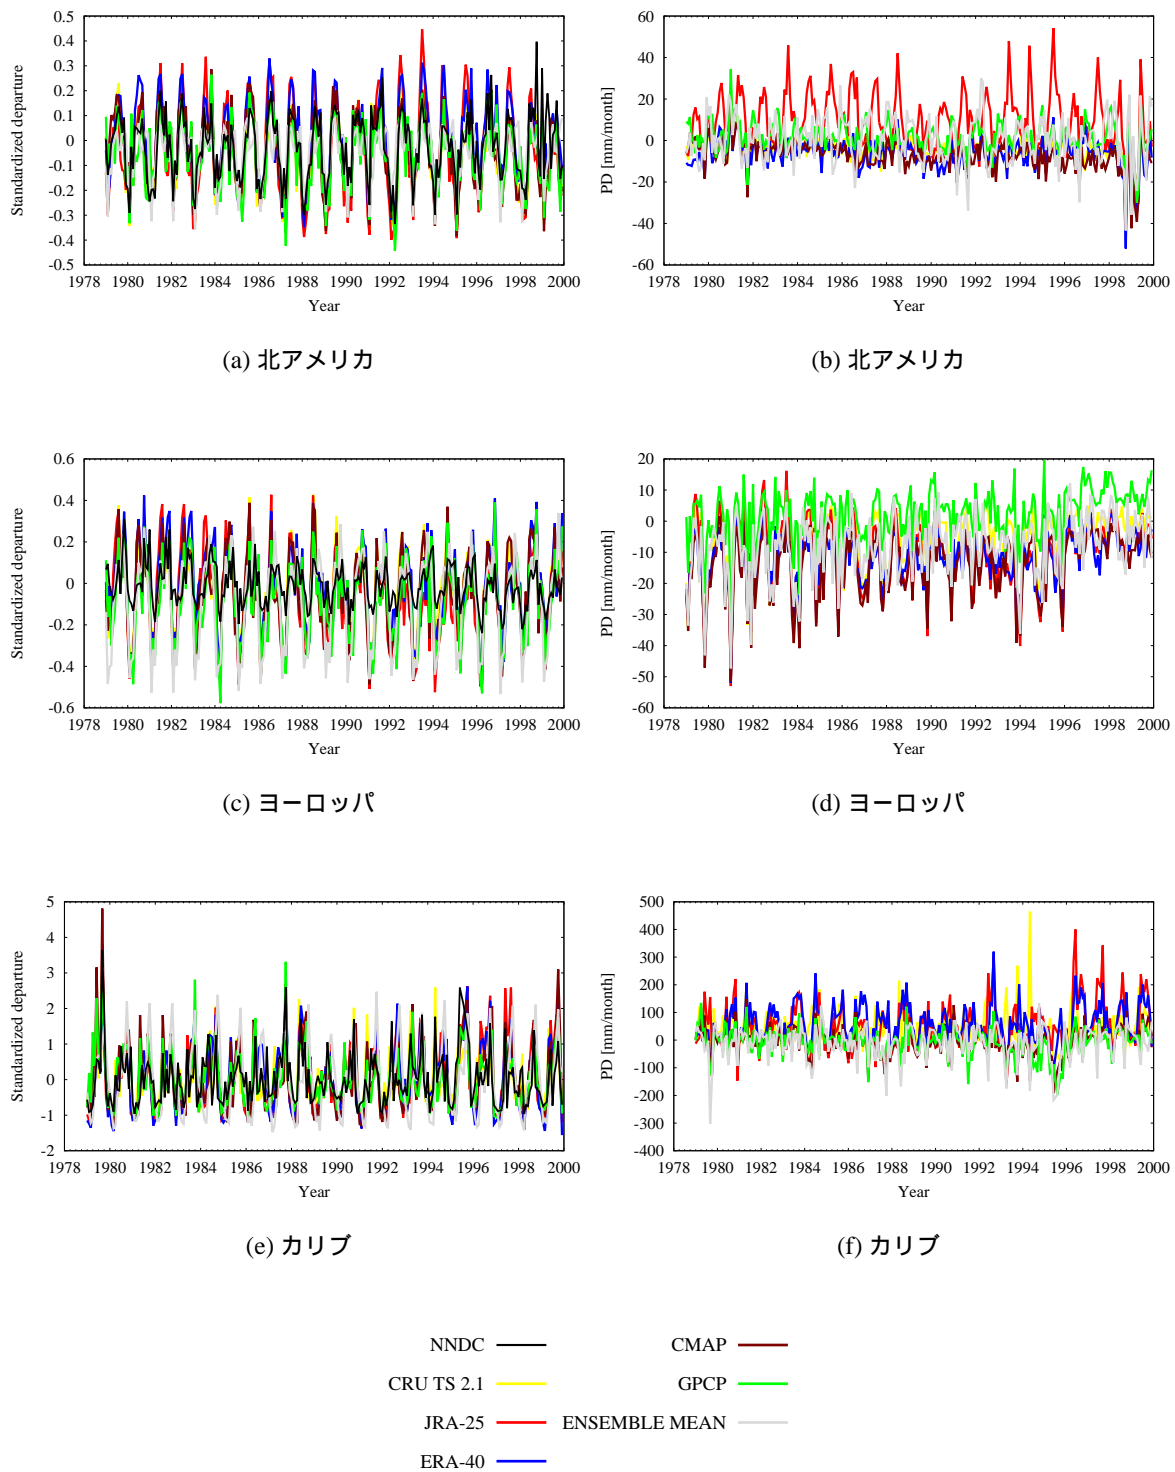 0.5
0.4
0.3
0.2
0.1
0
-0.1
-0.2
-0.3
-0.4
-0.5
Standardized departure
1978 1980 1982 1984 1986 1988 1990 1992 1994 1996 1998 2000
Year
(a) 北アメリカ
60
40
20
0
-20
-40
-60
PD [mm/month]
1978 1980 1982 1984 1986 1988 1990 1992 1994 1996 1998 2000
Year
(b) 北アメリカ
0.6
0.4
0.2
0
-0.2
-0.4
-0.6
Standardized departure
1978 1980 1982 1984 1986 1988 1990 1992 1994 1996 1998 2000
Year
(c) ヨーロッパ
20
10
0
-10
-20
-30
-40
-50
-60
PD [mm/month]
1978 1980 1982 1984 1986 1988 1990 1992 1994 1996 1998 2000
Year
(d) ヨーロッパ
5
4
3
2
1
0
-1
-2
Standardized departure
1978 1980 1982 1984 1986 1988 1990 1992 1994 1996 1998 2000
Year
(e) カリブ
500
400
300
200
100
0
-100
-200
-300
-400
PD [mm/month]
1978 1980 1982 1984 1986 1988 1990 1992 1994 1996 1998 2000
Year
(f) カリブ
NNDC
CRU TS 2.1
JRA-25
ERA-40
CMAP
GPCP
ENSEMBLE MEAN